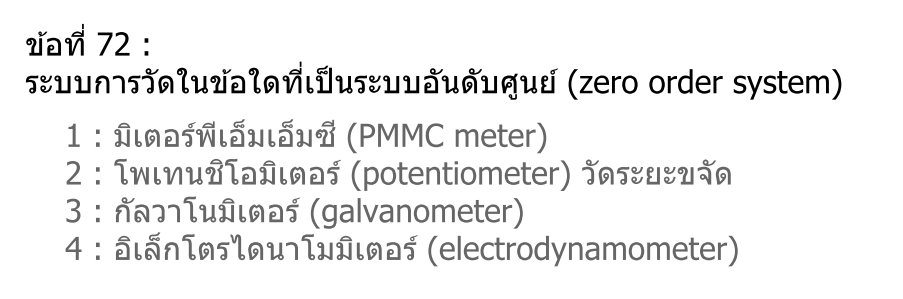 ข้อที่ 72 :
ระบบการวัดในข้อใดที่เป็นระบบอันดับศูนย์ (zero order system)
1 : มิเตอร์พีเอ็มเอ็มซี (PMMC meter)
2 : โพเทนชิโอมิเตอร์ (potentiometer) วัดระยะขจัด
3 : กัลวาโนมิเตอร์ (galvanometer)
4 : อิเล็กโตรไดนาโมมิเตอร์ (electrodynamometer)